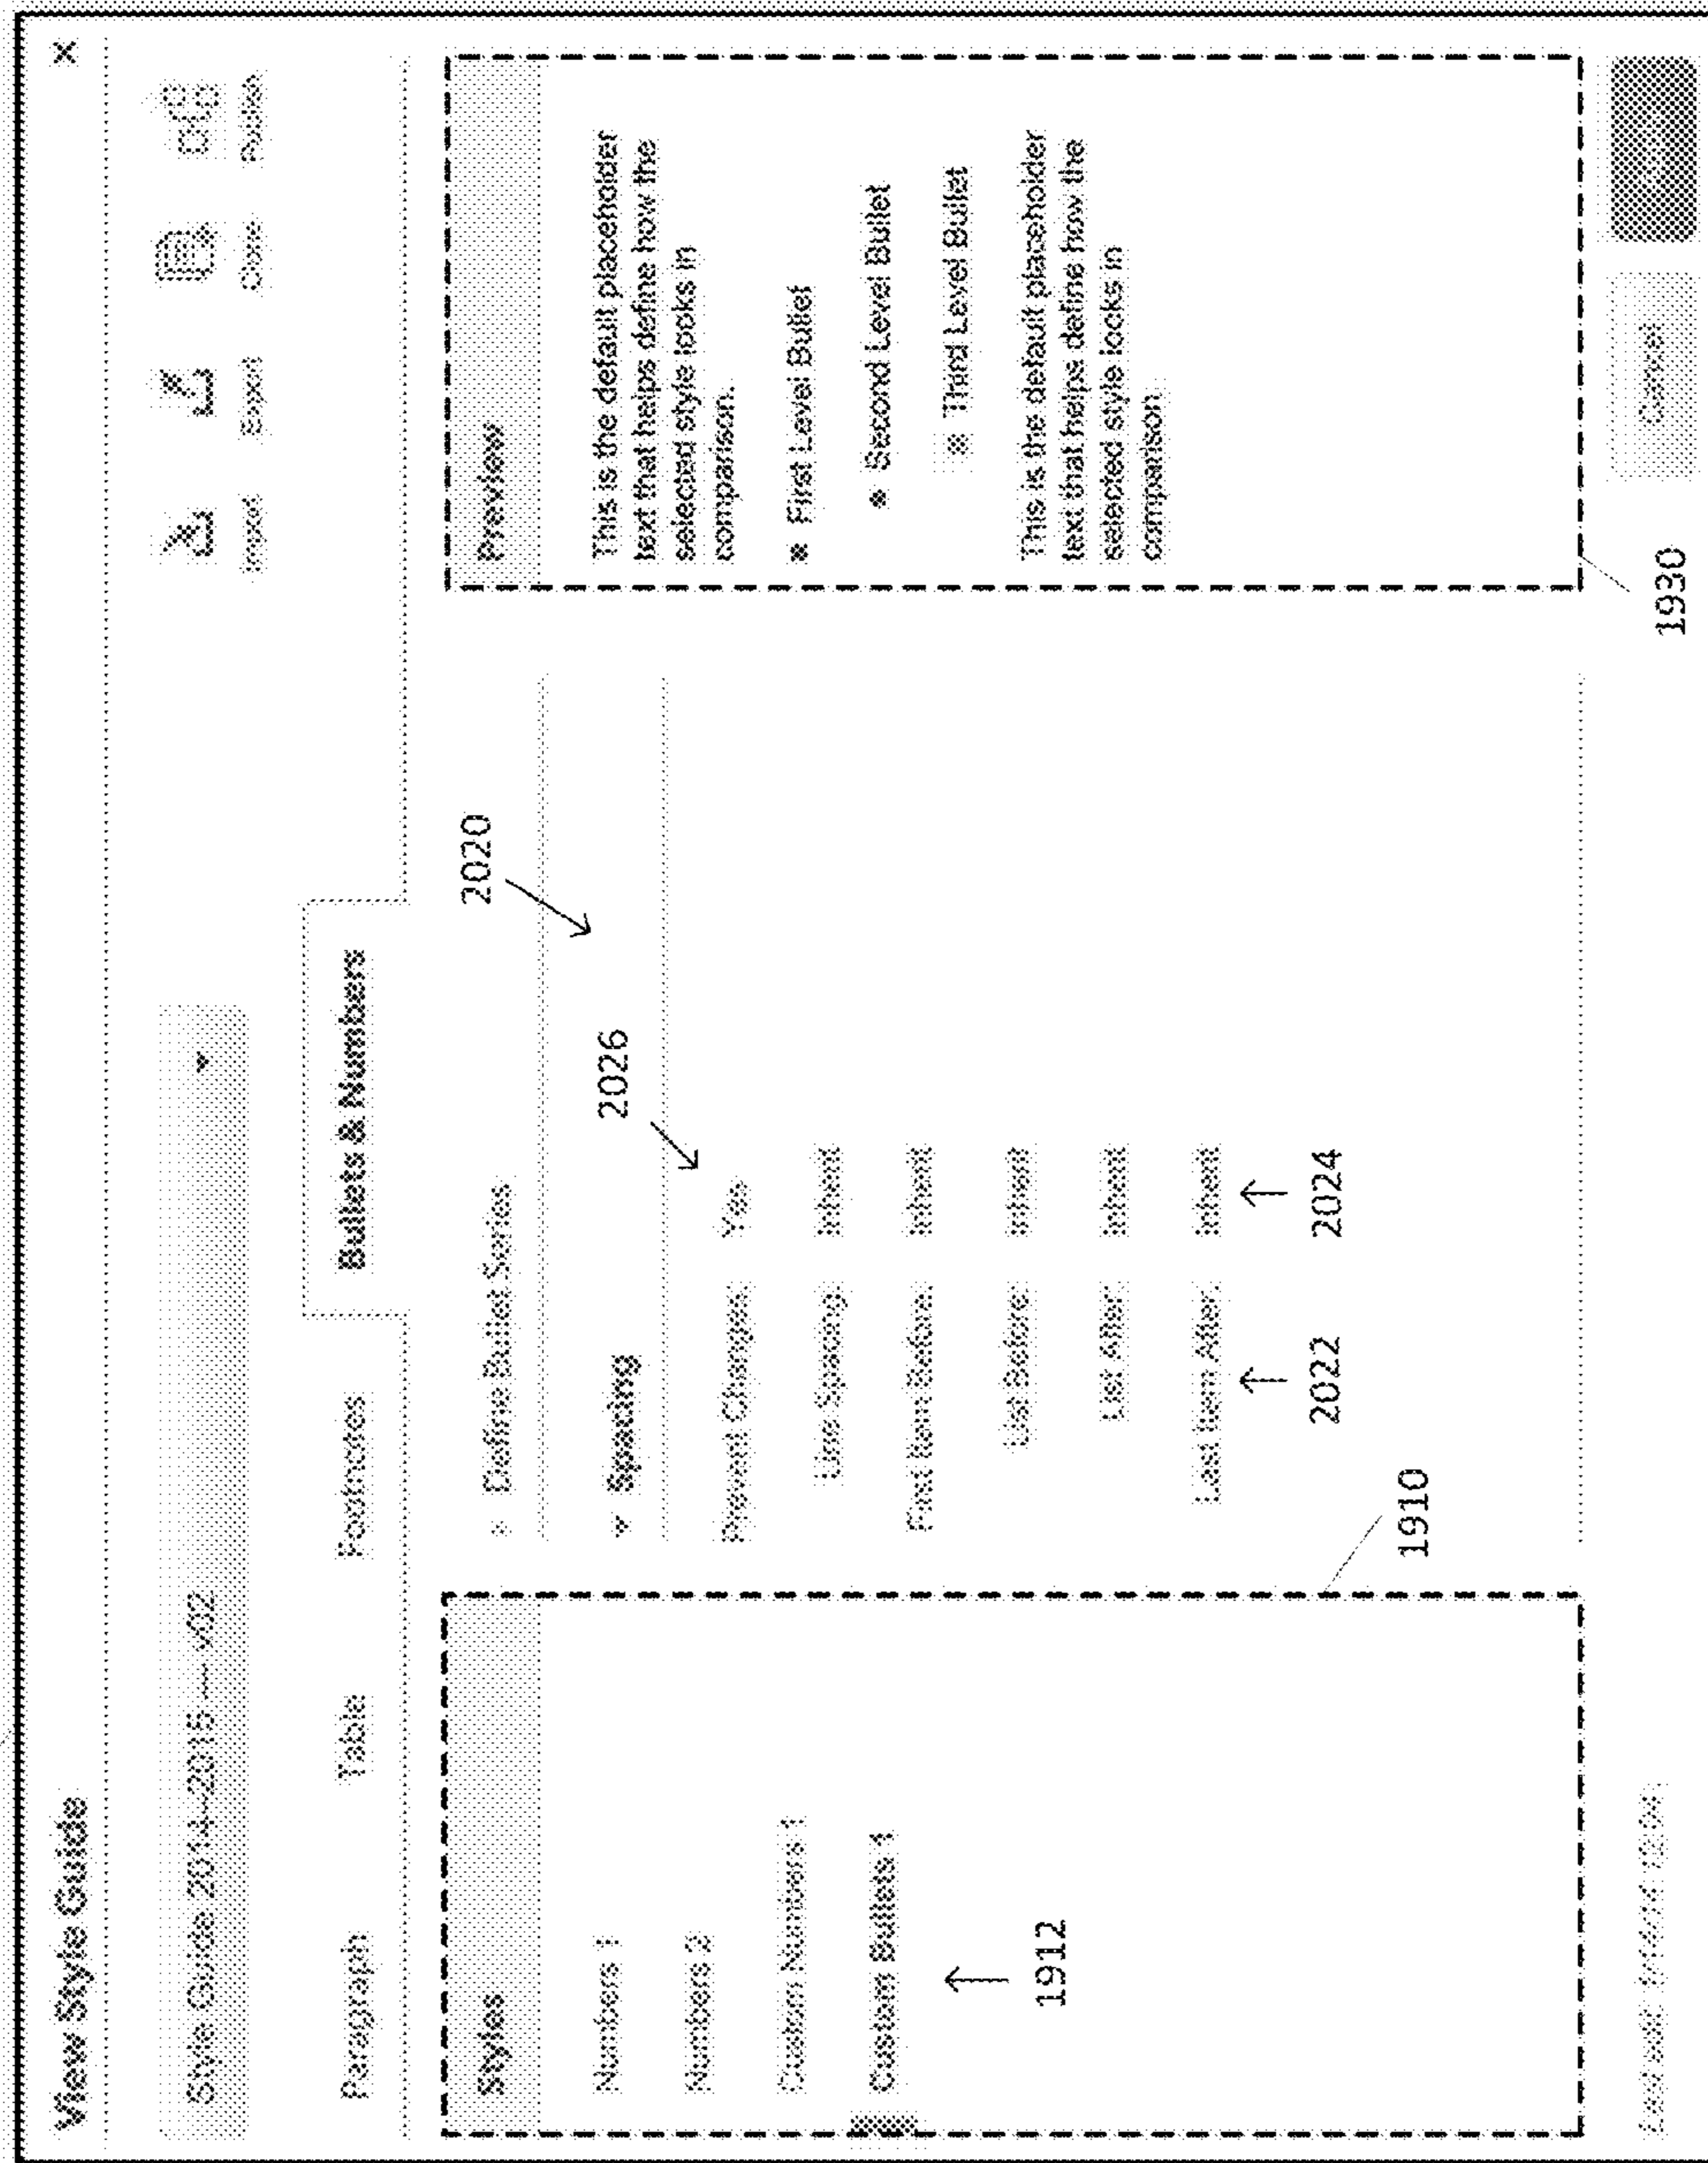 View Style Guide
×
Style Guide 2014–2015 — v02
Import
Export
Clone
Publish
Paragraph
Table
Footnotes
Bullets & Numbers
Styles
Numbers 1
Numbers 2
Custom Numbers 1
Custom Bullets 1
1912
1910
Define Bullet Series
2020
Spacing
2026
Prevent Changes: Yes
Line Spacing: Inherit
First Item Before: Inherit
List Before: Inherit
List After: Inherit
Last Item After: Inherit
2022
2024
Preview
This is the default placeholder
text that helps define how the
selected style looks in
comparison.
First Level Bullet
Second Level Bullet
Third Level Bullet
This is the default placeholder
text that helps define how the
selected style looks in
comparison.
1930
Last edit:
Cancel